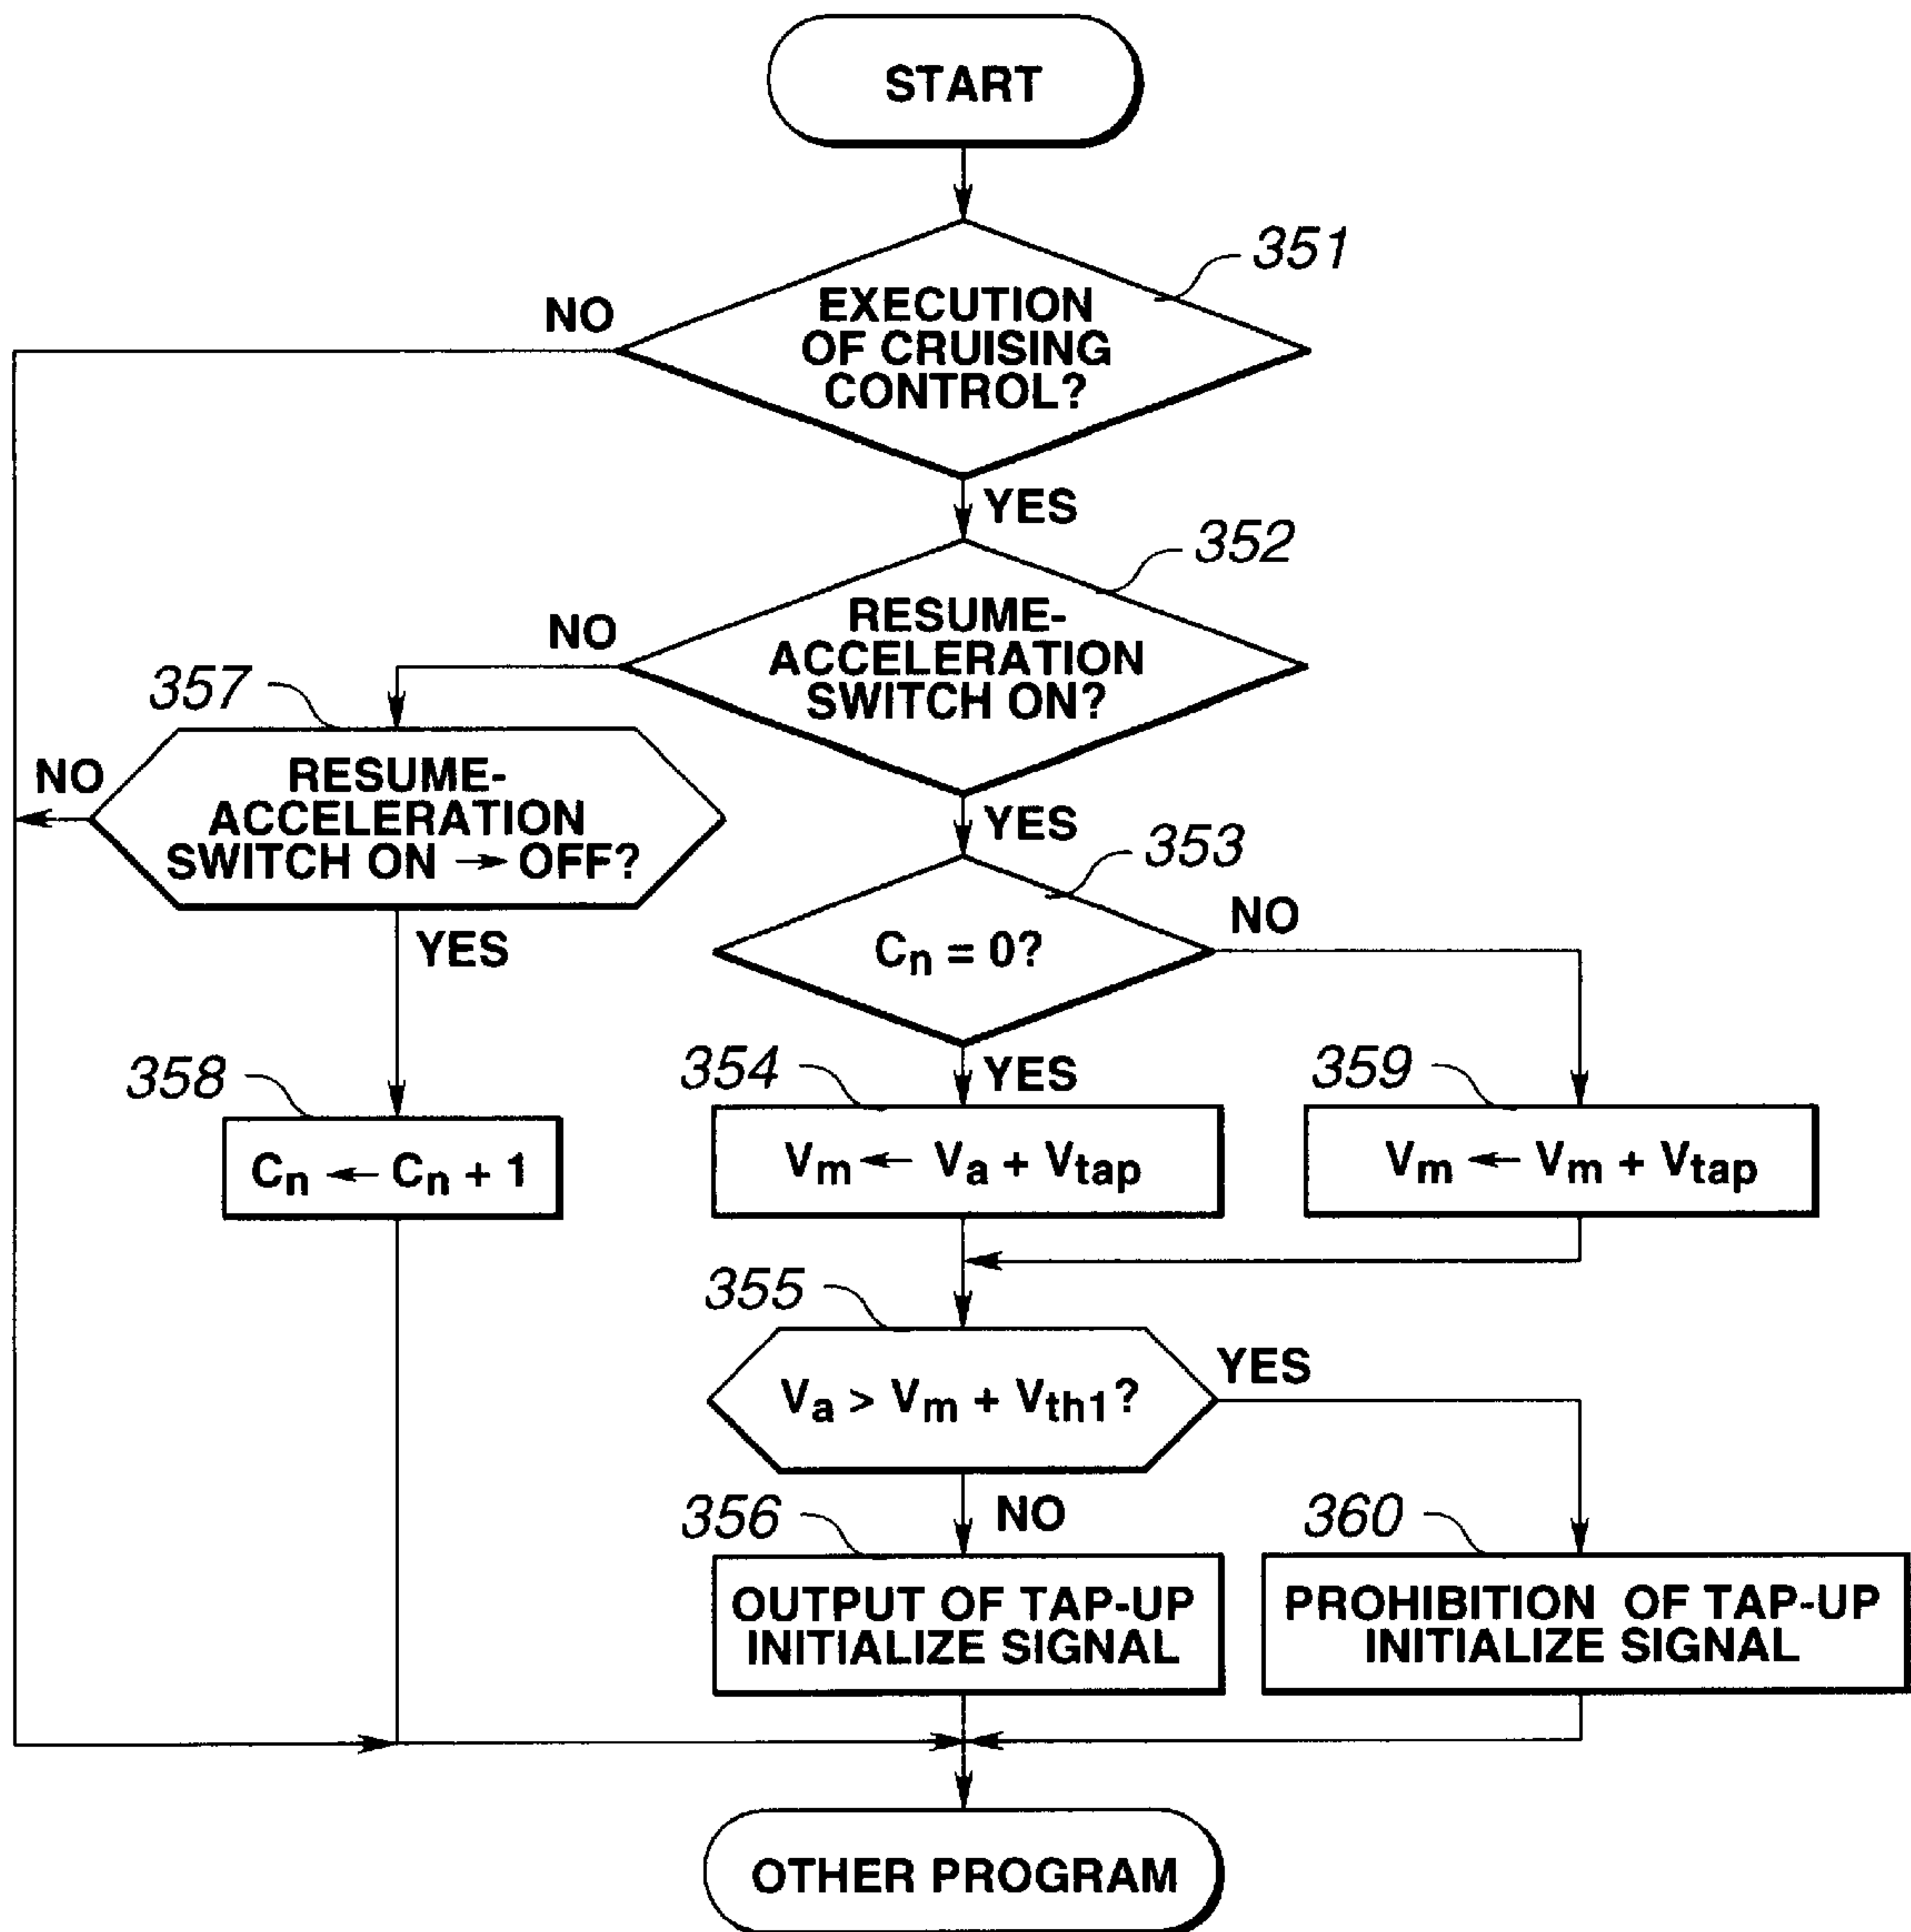 START
351
EXECUTION
OF CRUISING
CONTROL?
NO
YES
352
RESUME-
ACCELERATION
SWITCH ON?
NO
YES
357
RESUME-
ACCELERATION
SWITCH ON → OFF?
NO
YES
353
Cn = 0?
NO
YES
358
Cn ← Cn + 1
354
Vm ← Va + Vtap
359
Vm ← Vm + Vtap
355
Va > Vm + Vth1?
YES
NO
356
OUTPUT OF TAP-UP
INITIALIZE SIGNAL
360
PROHIBITION OF TAP-UP
INITIALIZE SIGNAL
OTHER PROGRAM